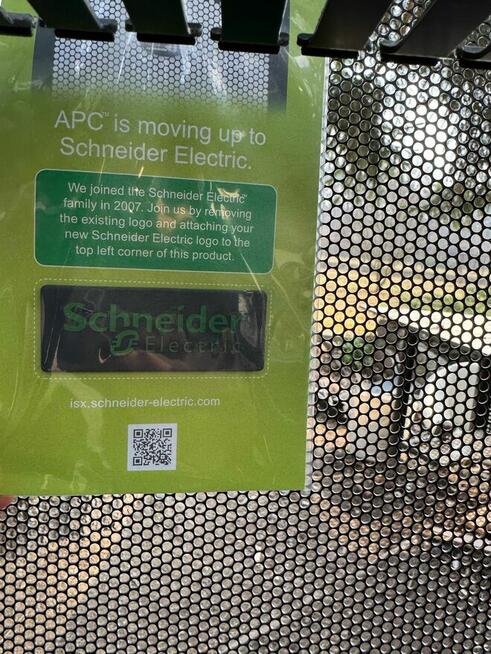 Schneider
APC™ is moving up to
Schneider Electric.
We joined the Schneider Electric
family in 2007. Join us by removing
the existing logo and attaching your
new Schneider Electric logo to the
top left corner of this product.
Schneider
Electric
isx.schneider-electric.com